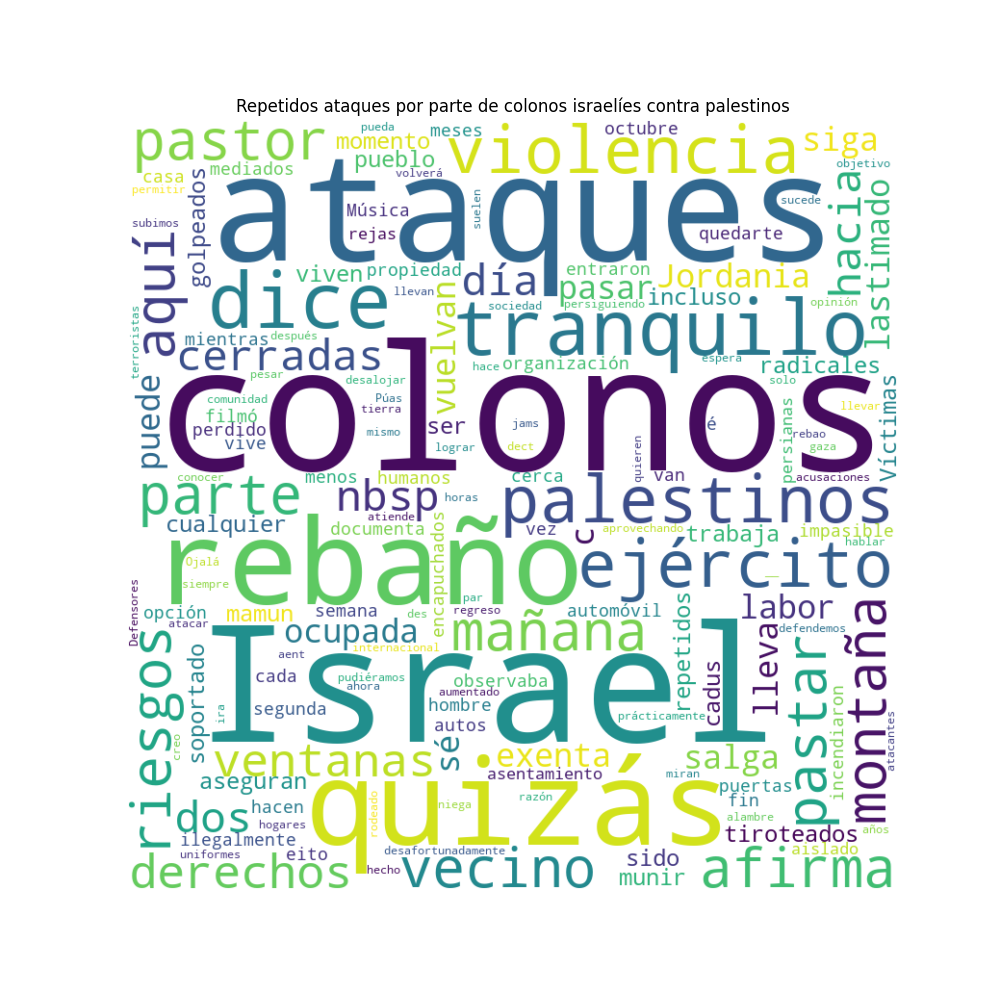 Repetidos ataques por parte de colonos israelíes contra palestinos
pastor
pueda
momento
meses
violencia
octubre
siga
casa
mediados
pueblo
volverá
objetivo
permitir
golpeados
ataques
sucede
hacia
lastimado
subimos
Música
suelen
rejas
quedarte
aquí
viven
propiedad
día
entraron
Jordania
dice
llevan
vuelvan
sociedad
persiguiendo
pasar
incluso
opinión
terroristas
mientras
después
tranquilo
cerradas
hace
organización
espera
radicales
puede
pesar
desalojar
colonos
solo
Víctimas
comunidad
Púas
filmó
tierra
llevar
perdido
mismo
ser
jams
é
persianas
rebao
vive
lograr
dect
quieren
gaza
conocer
menos
humanos
cerca
van
acusaciones
parte
nbsp
horas
palestinos
cualquier
atiende
documenta
vez
c
aprovechando
trabaja
impasible
hablar
rebaño
encapuchados
ejército
Ojalá
siempre
Defensores
opción
mamun
semana
par
regreso
automóvil
repetidos
labor
montaña
atacar
des
ocupada
mañana
lleva
defendemos
riesgos
internacional
soportado
aent
Israel
cada
pudiéramos
ahora
observaba
aumentado
hombre
cadus
pastar
incendiaron
segunda
ira
autos
prácticamente
atacantes
creo
sé
ventanas
exenta
salga
aseguran
asentamiento
miran
puertas
dos
hacen
rodeado
niega
quizás
razón
fin
alambre
hogares
tiroteados
años
ilegalmente
uniformes
eito
desafortunadamente
sido
aislado
derechos
hecho
vecino
munir
afirma